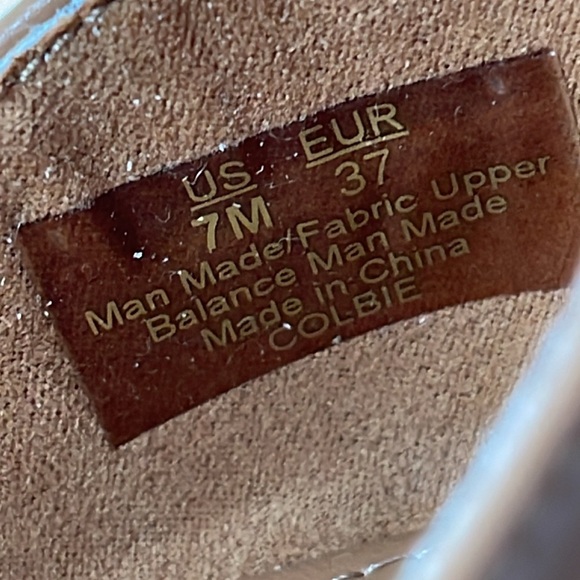 US EUR
7M 37
Man Made/Fabric Upper
Balance Man Made
Made in China
COLBIE